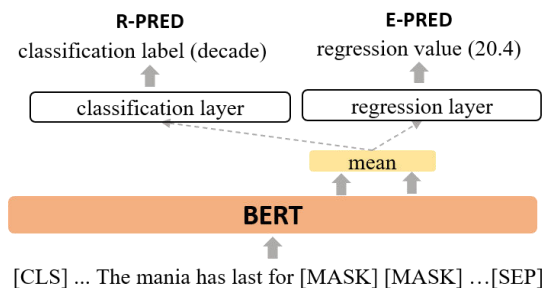 R-PRED
E-PRED
classification label (decade)
regression value (20.4)
classification layer
regression layer
mean
BERT
[CLS] ... The mania has last for [MASK] [MASK] ...[SEP]